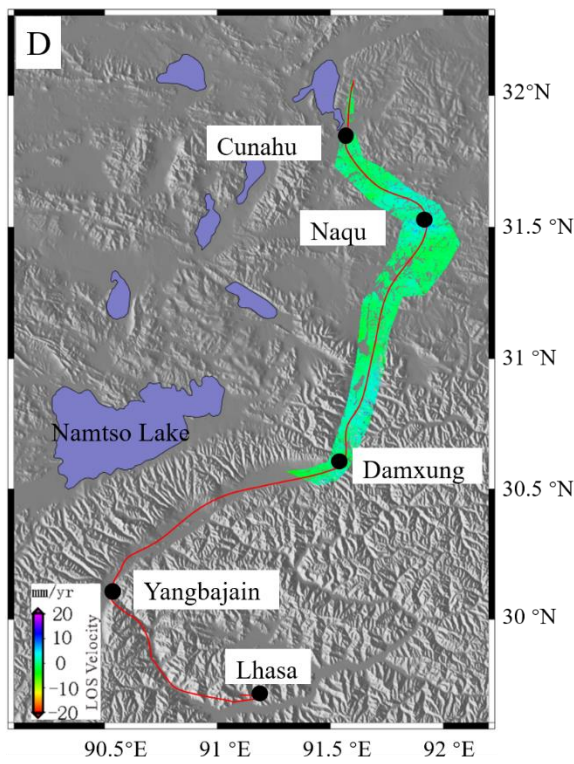 D
32°N
Cunahu
Naqu
31.5 °N
31 °N
Namtso Lake
Damxung
30.5 °N
Yangbajain
30 °N
mm/yr
20
10
0
-10
-20
LOS Velocity
Lhasa
90.5°E
91 °E
91.5°E
92 °E